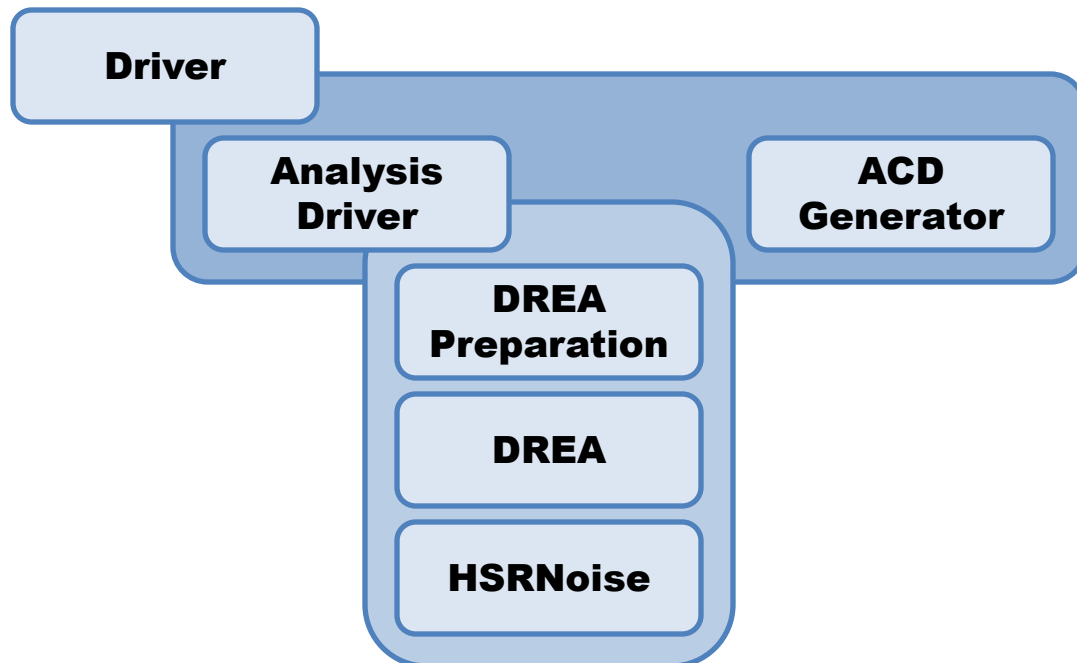 Driver
Analysis
Driver
ACD
Generator
DREA
Preparation
DREA
HSRNoise